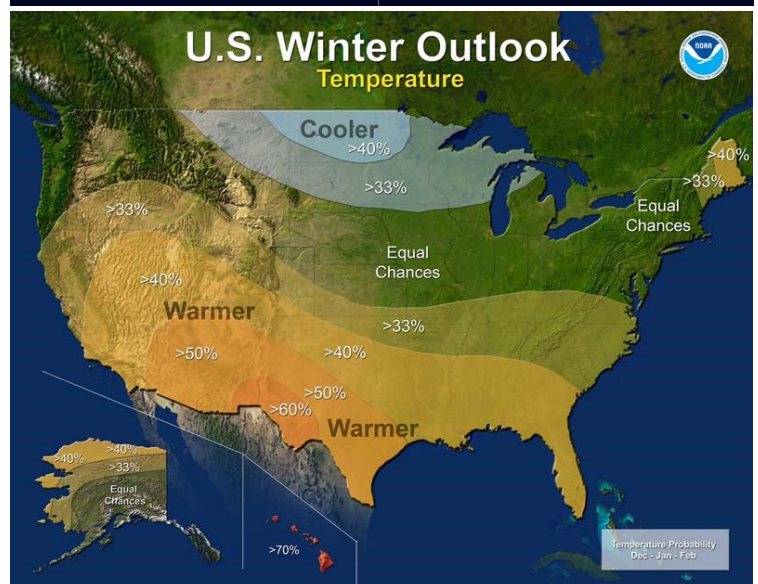 U.S. Winter Outlook
Temperature
NOAA
Cooler
>40%
>33%
>40%
>33%
Equal
Chances
>33%
Equal
Chances
>40%
Warmer
>33%
>50%
>40%
>50%
>60%
Warmer
>40%
>40%
>33%
Equal
Chances
>70%
Temperature Probability
Dec - Jan - Feb